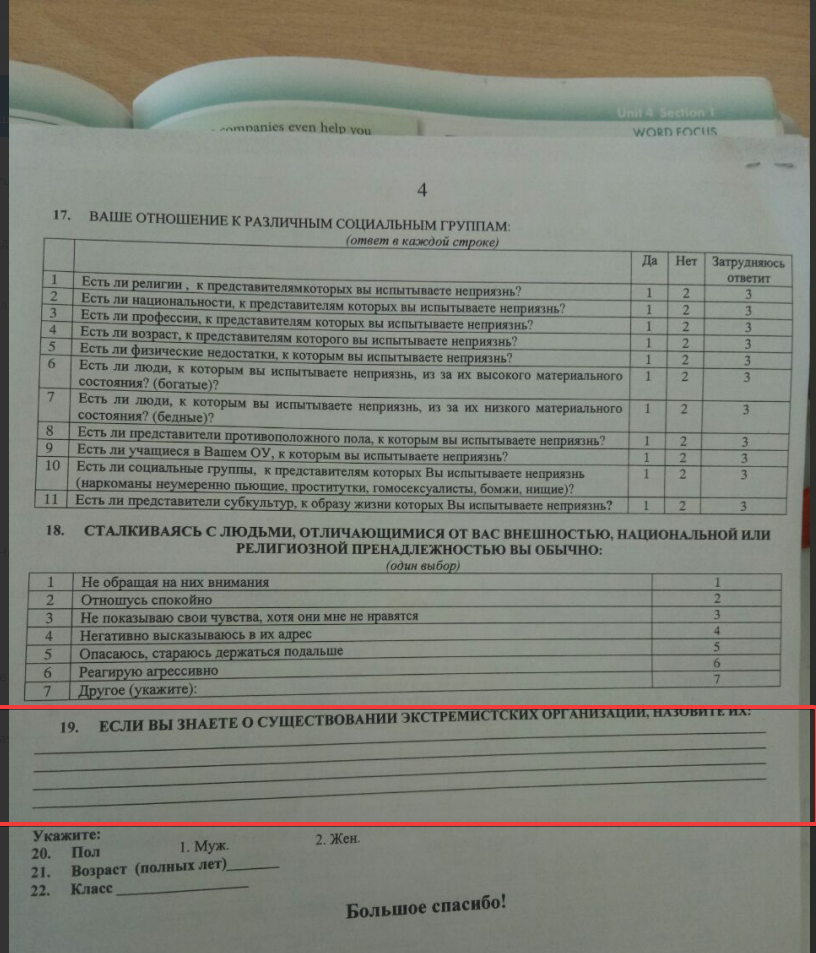 Unit 4 Section 1
companies even help you
WORD FOCUS
4
17. ВАШЕ ОТНОШЕНИЕ К РАЗЛИЧНЫМ СОЦИАЛЬНЫМ ГРУППАМ:
(ответ в каждой строке)
Да Нет Затрудняюсь
ответит
1 Есть ли религии , к представителямкоторых вы испытываете неприязнь? 1 2 3
2 Есть ли национальности, к представителям которых вы испытываете неприязнь? 1 2 3
3 Есть ли профессии, к представителям которых вы испытываете неприязнь? 1 2 3
4 Есть ли возраст, к представителям которого вы испытываете неприязнь? 1 2 3
5 Есть ли физические недостатки, к которым вы испытываете неприязнь? 1 2 3
6 Есть ли люди, к которым вы испытываете неприязнь, из за их высокого материального 1 2 3
состояния? (богатые)?
7 Есть ли люди, к которым вы испытываете неприязнь, из за их низкого материального 1 2 3
состояния? (бедные)?
8 Есть ли представители противоположного пола, к которым вы испытываете неприязнь? 1 2 3
9 Есть ли учащиеся в Вашем ОУ, к которым вы испытываете неприязнь? 1 2 3
10 Есть ли социальные группы, к представителям которых Вы испытываете неприязнь 1 2 3
(наркоманы неумеренно пьющие, проститутки, гомосексуалисты, бомжи, нищие)?
11 Есть ли представители субкультур, к образу жизни которых Вы испытываете неприязнь? 1 2 3
18. СТАЛКИВАЯСЬ С ЛЮДЬМИ, ОТЛИЧАЮЩИМИСЯ ОТ ВАС ВНЕШНОСТЬЮ, НАЦИОНАЛЬНОЙ ИЛИ
РЕЛИГИОЗНОЙ ПРЕНАДЛЕЖНОСТЬЮ ВЫ ОБЫЧНО:
(один выбор)
1 Не обращая на них внимания 1
2 Отношусь спокойно 2
3 Не показываю свои чувства, хотя они мне не нравятся 3
4 Негативно высказываюсь в их адрес 4
5 Опасаюсь, стараюсь держаться подальше 5
6 Реагирую агрессивно 6
7 Другое (укажите): 7
19. ЕСЛИ ВЫ ЗНАЕТЕ О СУЩЕСТВОВАНИИ ЭКСТРЕМИСТСКИХ ОРГАНИЗАЦИИ, НАЗОВИТЕ ИХ:
Укажите:
20. Пол 1. Муж. 2. Жен.
21. Возраст (полных лет)
22. Класс
Большое спасибо!